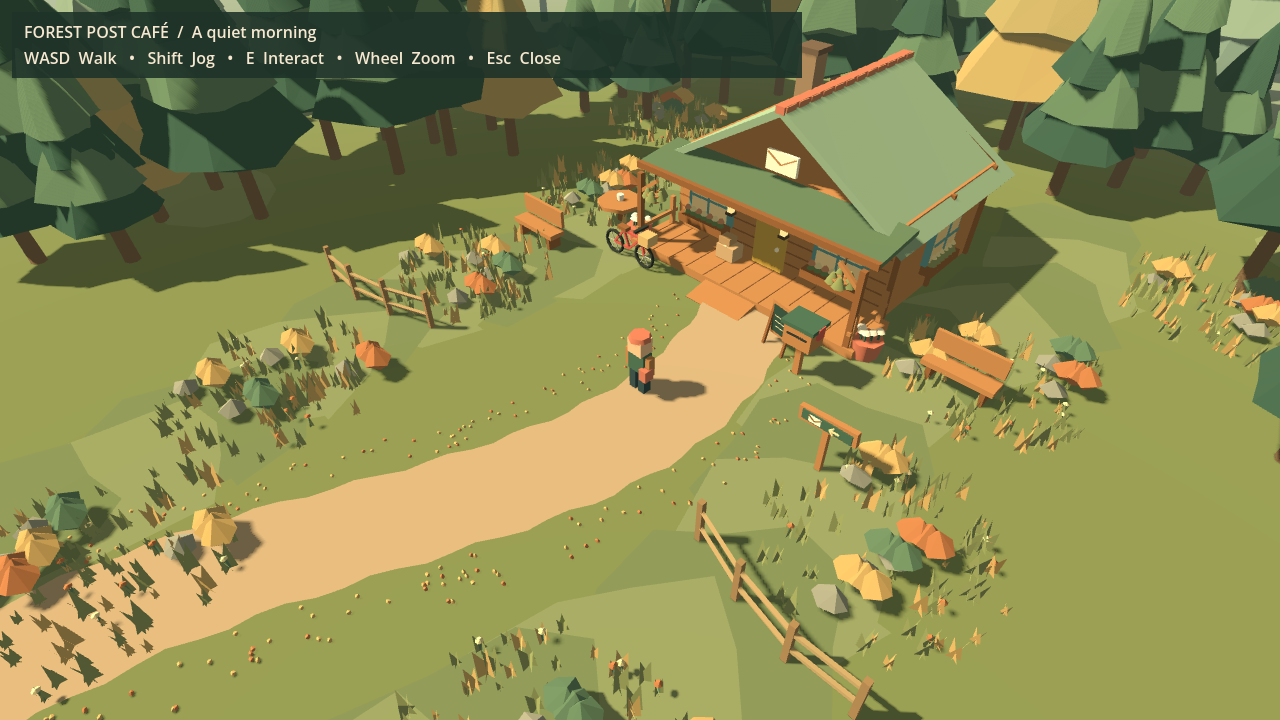 FOREST POST CAFÉ / A quiet morning
WASD Walk • Shift Jog • E Interact • Wheel Zoom • Esc Close